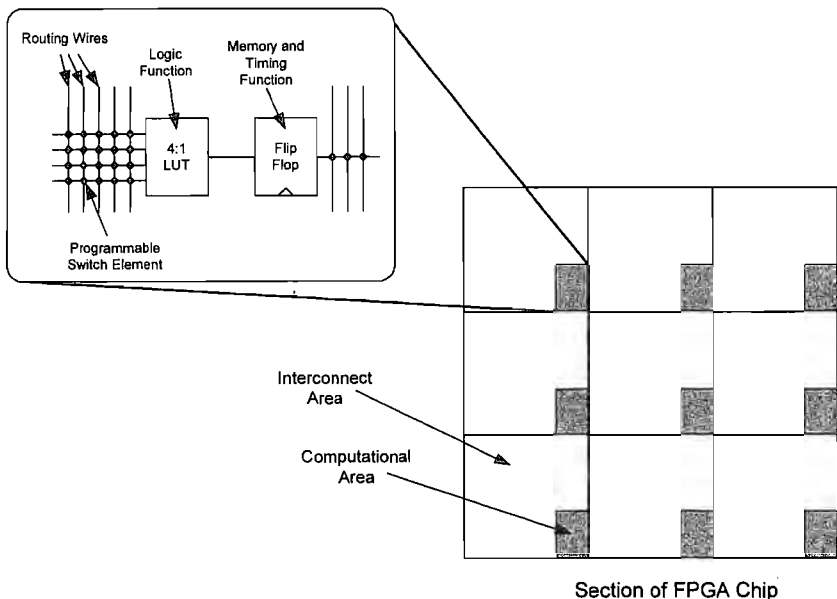 Routing Wires
Logic
Function
Memory and
Timing
Function
4:1
LUT
Flip
Flop
Programmable
Switch Element
Interconnect
Area
Computational
Area
Section of FPGA Chip